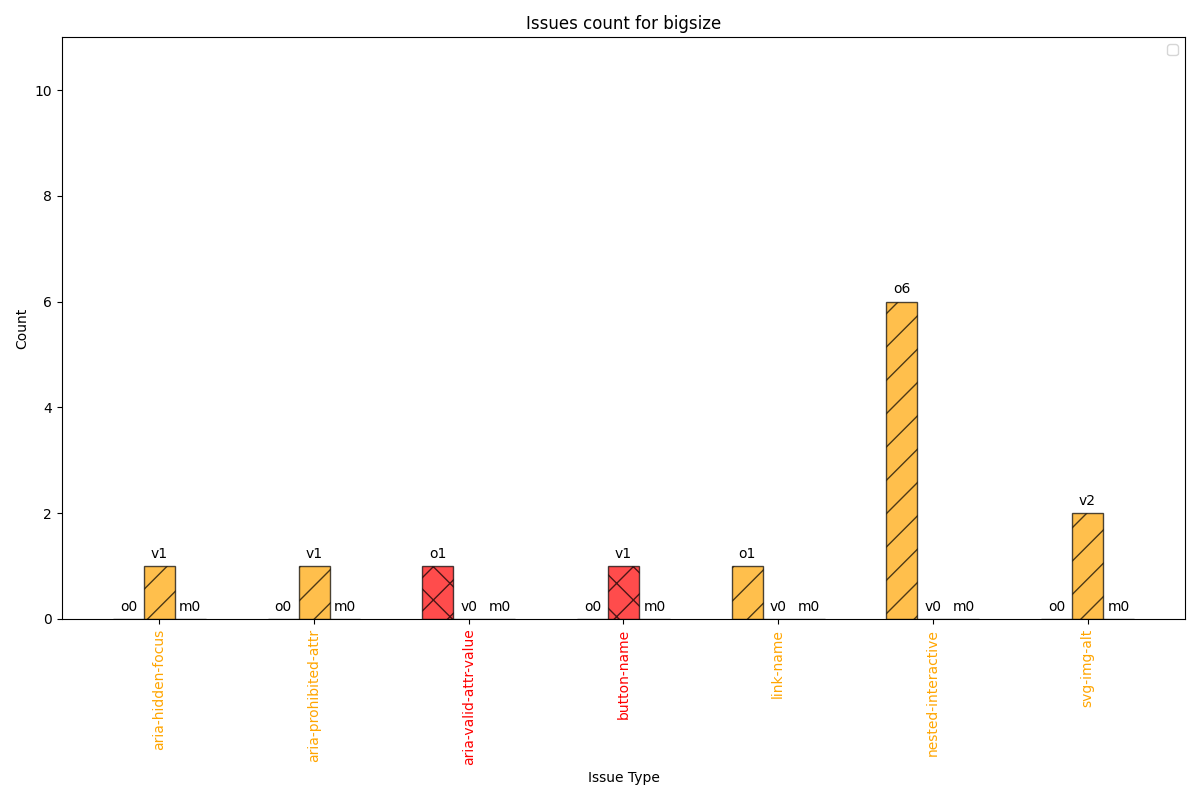 Issues count for bigsize
Count
10
8
6
4
2
0
o0 v1 m0
o0 v1 m0
o1 v0 m0
o0 v1 m0
o1 v0 m0
o6 v0 m0
o0 v2 m0
aria-hidden-focus
aria-prohibited-attr
aria-valid-attr-value
button-name
link-name
nested-interactive
svg-img-alt
Issue Type